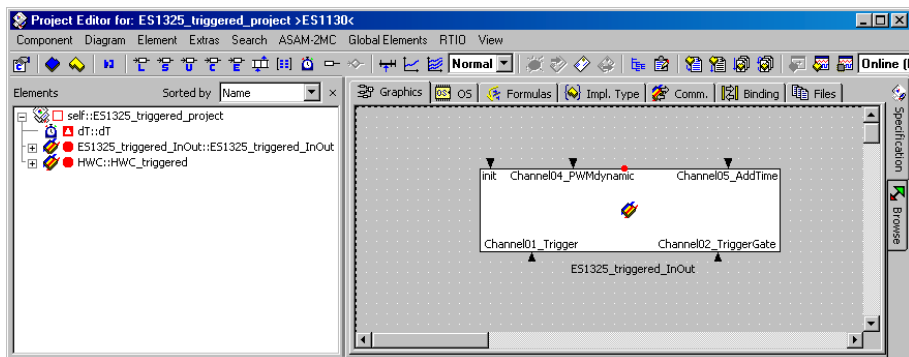 Project Editor for: ES1325_triggered_project >ES1130<
Component Diagram Element Extras Search ASAM-2MC Global Elements RTIO View
Normal Online
Elements Sorted by Name ×
Graphics OS Formulas Impl. Type Comm. Binding Files
self::ES1325_triggered_project
dT::dT
ES1325_triggered_InOut::ES1325_triggered_InOut
HWC::HWC_triggered
init Channel04_PWMdynamic Channel05_AddTime
Channel01_Trigger Channel02_TriggerGate
ES1325_triggered_InOut
Specification
Browse